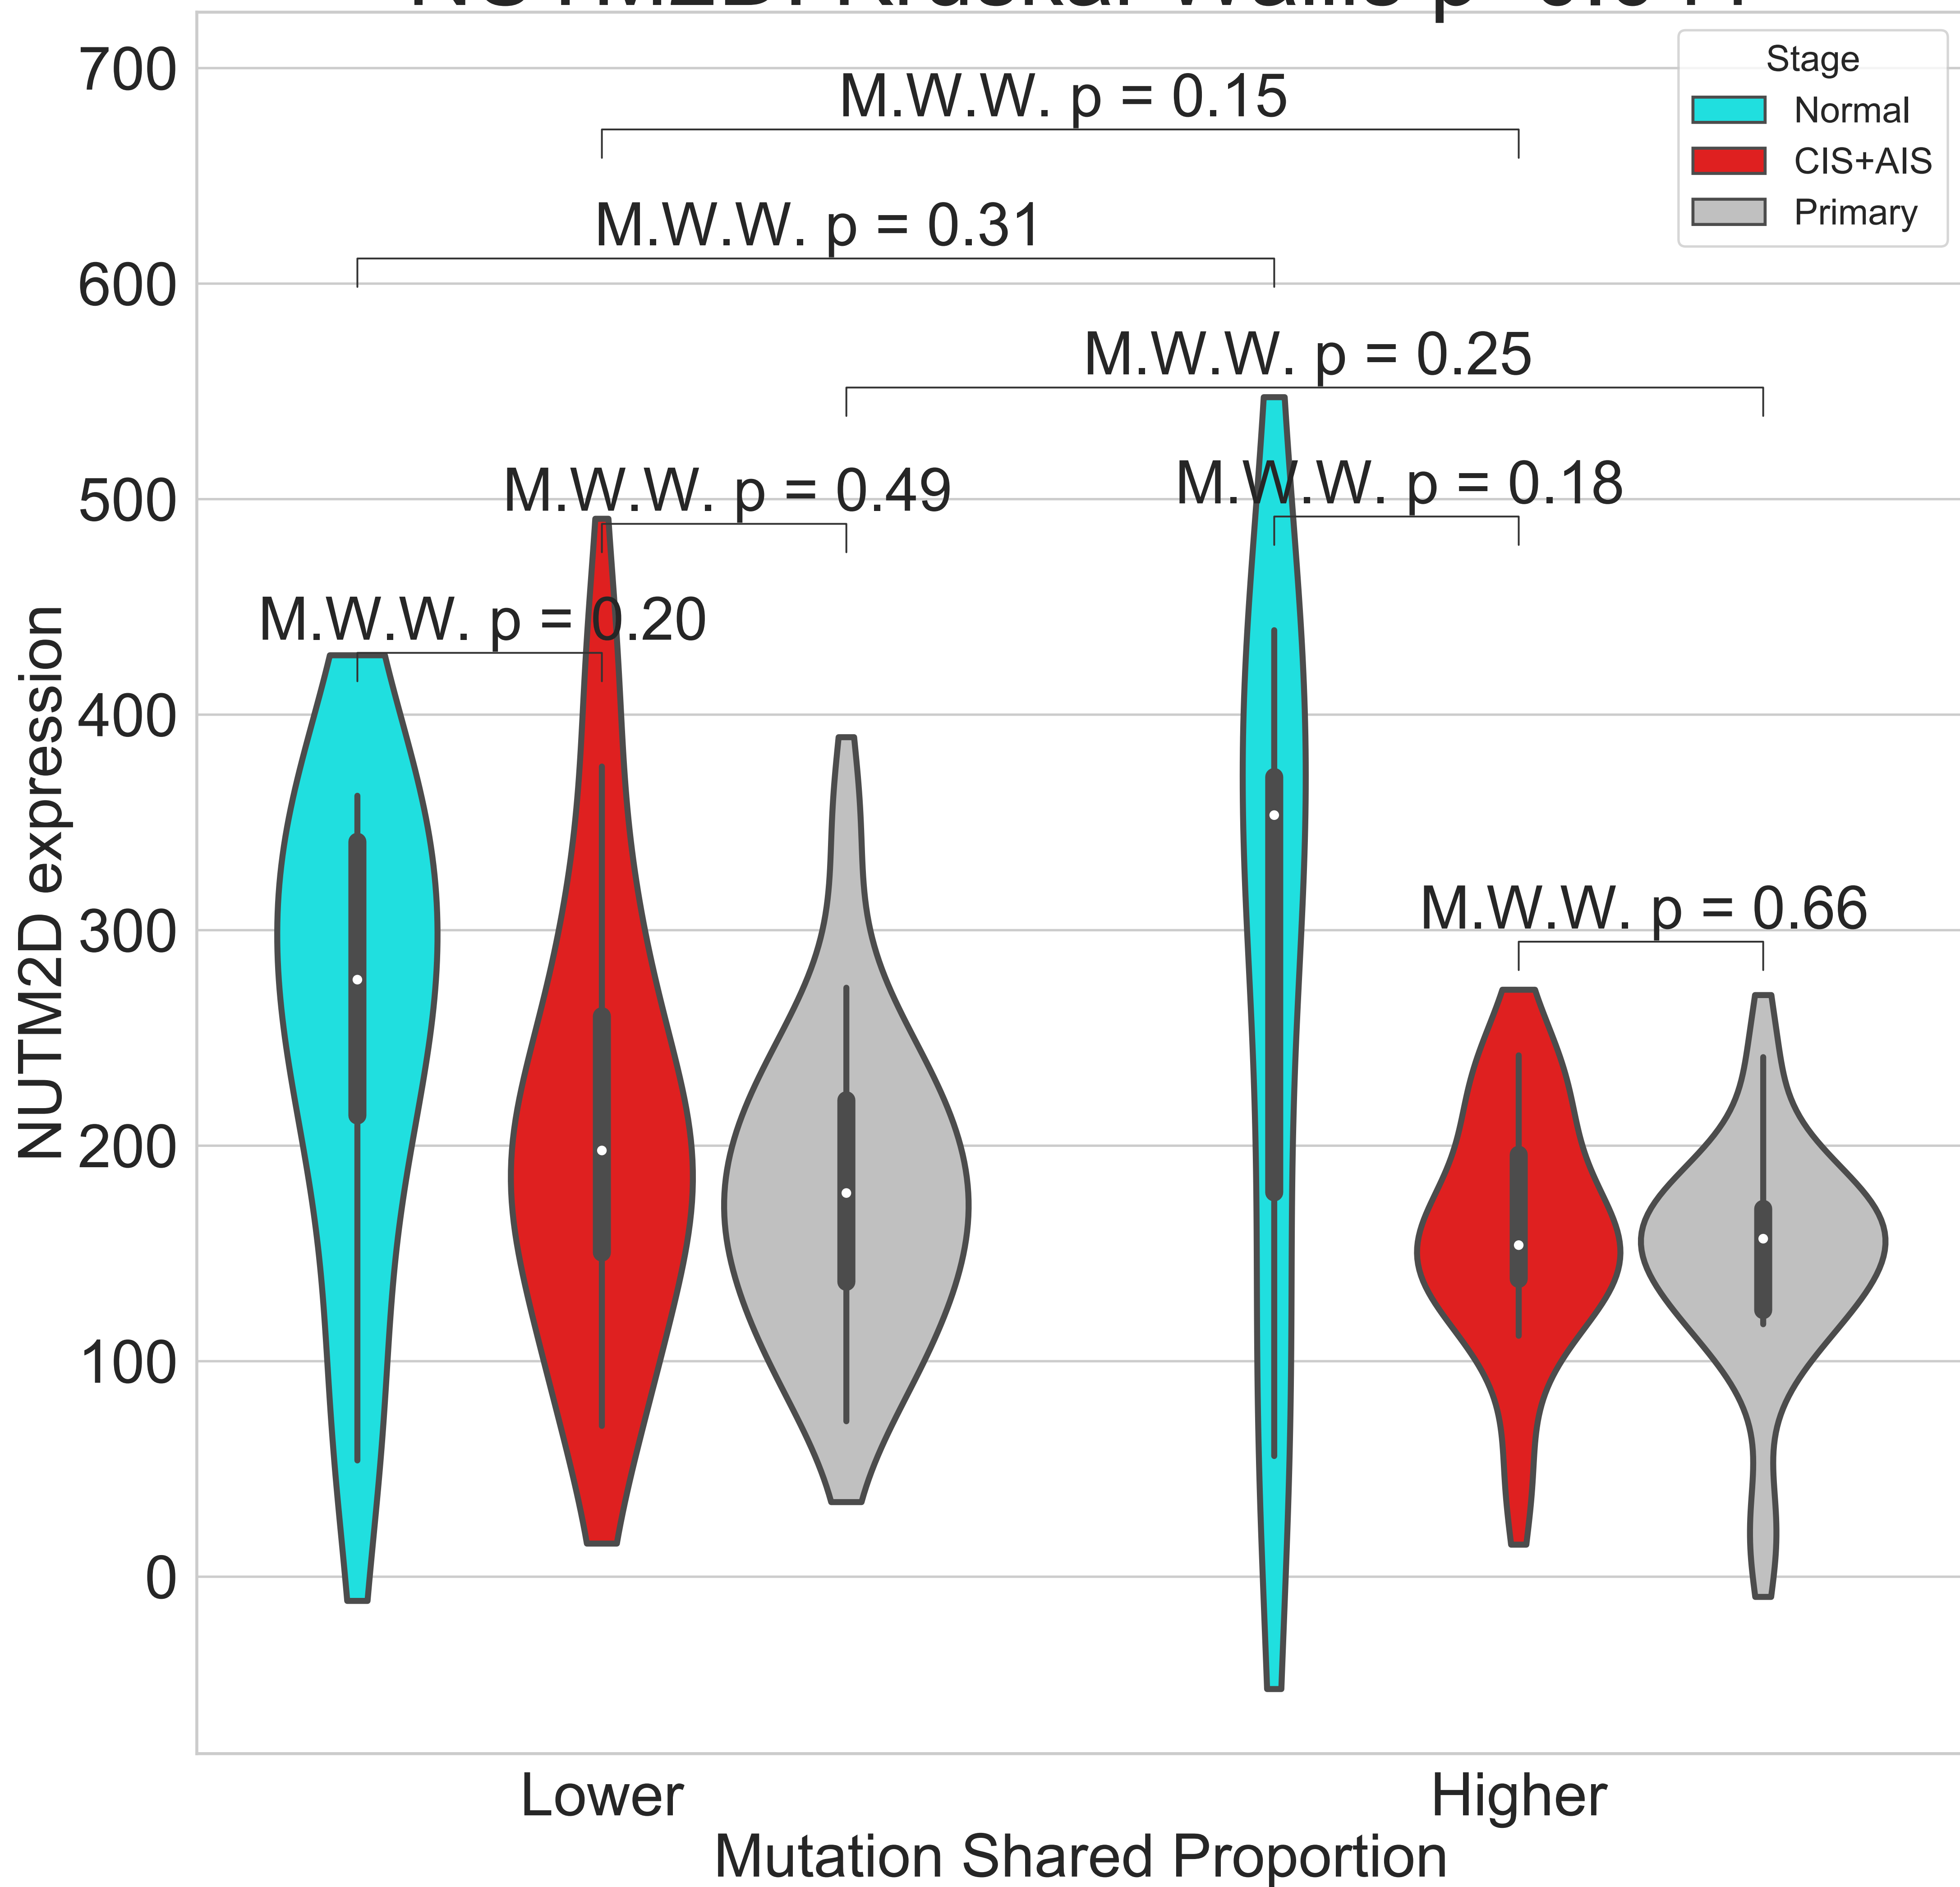 700
600
500
400
300
200
100
0
NUTM2D expression
Stage
Normal
CIS+AIS
Primary
M.W.W. p = 0.15
M.W.W. p = 0.31
M.W.W. p = 0.25
M.W.W. p = 0.49
M.W.W. p = 0.18
M.W.W. p = 0.20
M.W.W. p = 0.66
Lower
Higher
Mutation Shared Proportion